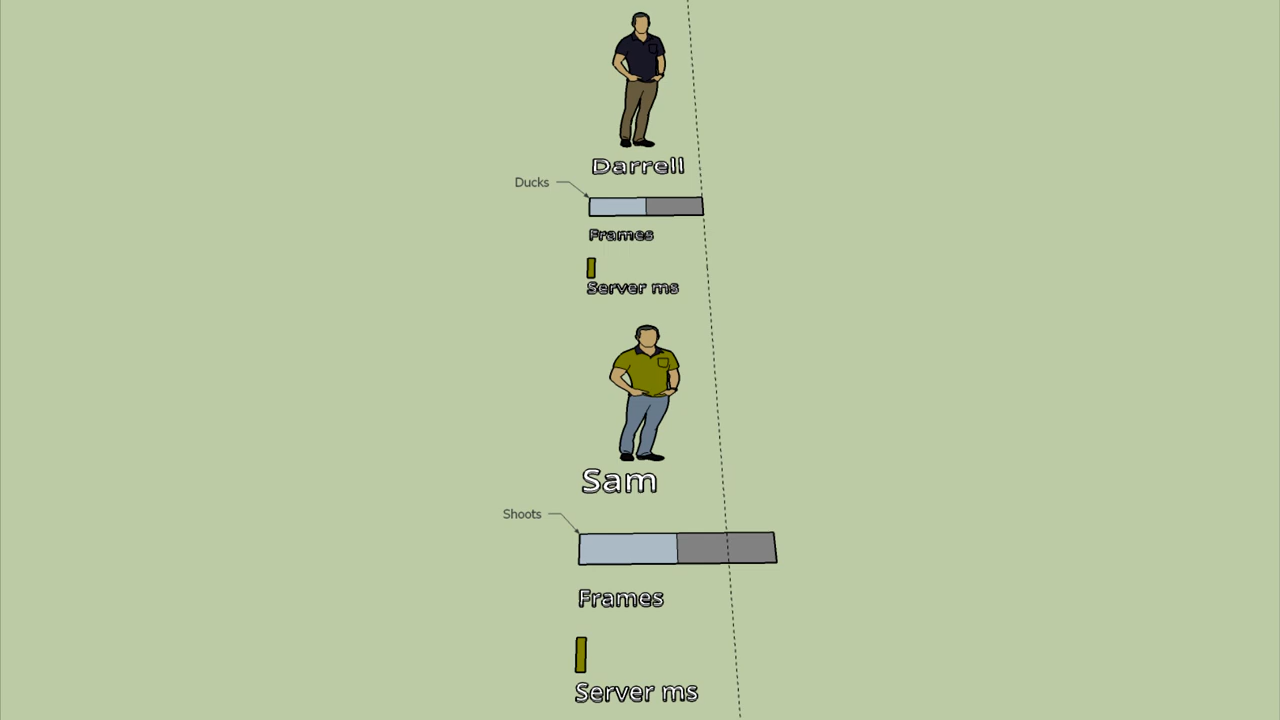 Darrell
Ducks
Frames
Server ms
Sam
Shoots
Frames
Server ms